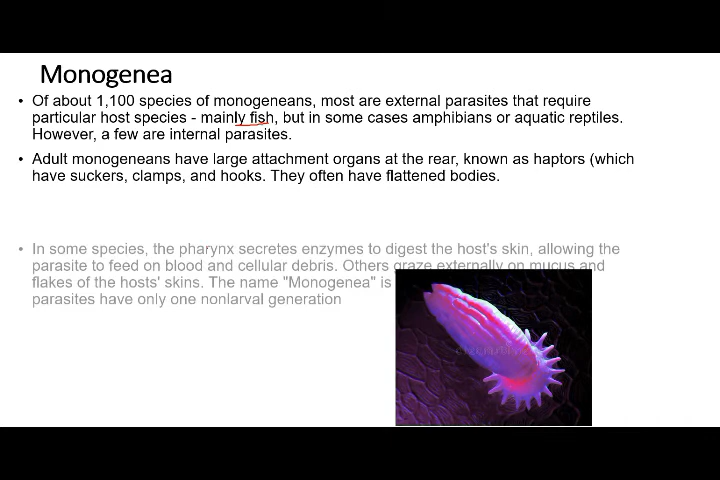 Monogenea
• Of about 1,100 species of monogeneans, most are external parasites that require
particular host species - mainly fish, but in some cases amphibians or aquatic reptiles.
However, a few are internal parasites.
• Adult monogeneans have large attachment organs at the rear, known as haptors (which
have suckers, clamps, and hooks. They often have flattened bodies.
• In some species, the pharynx secretes enzymes to digest the host's skin, allowing the
parasite to feed on blood and cellular debris. Others graze externally on mucus and
flakes of the hosts' skins. The name "Monogenea" is
parasites have only one nonlarval generation